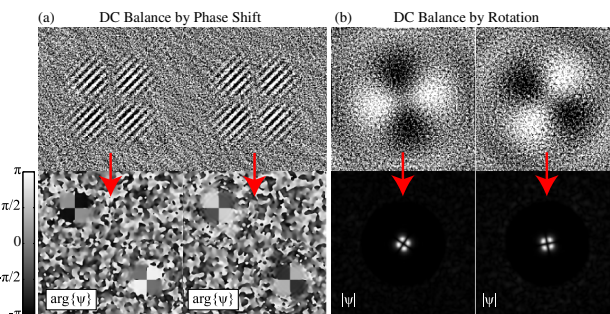 (a) DC Balance by Phase Shift
(b) DC Balance by Rotation
π
π/2
0
-π/2
-π
arg{ψ}
arg{ψ}
|ψ|
|ψ|